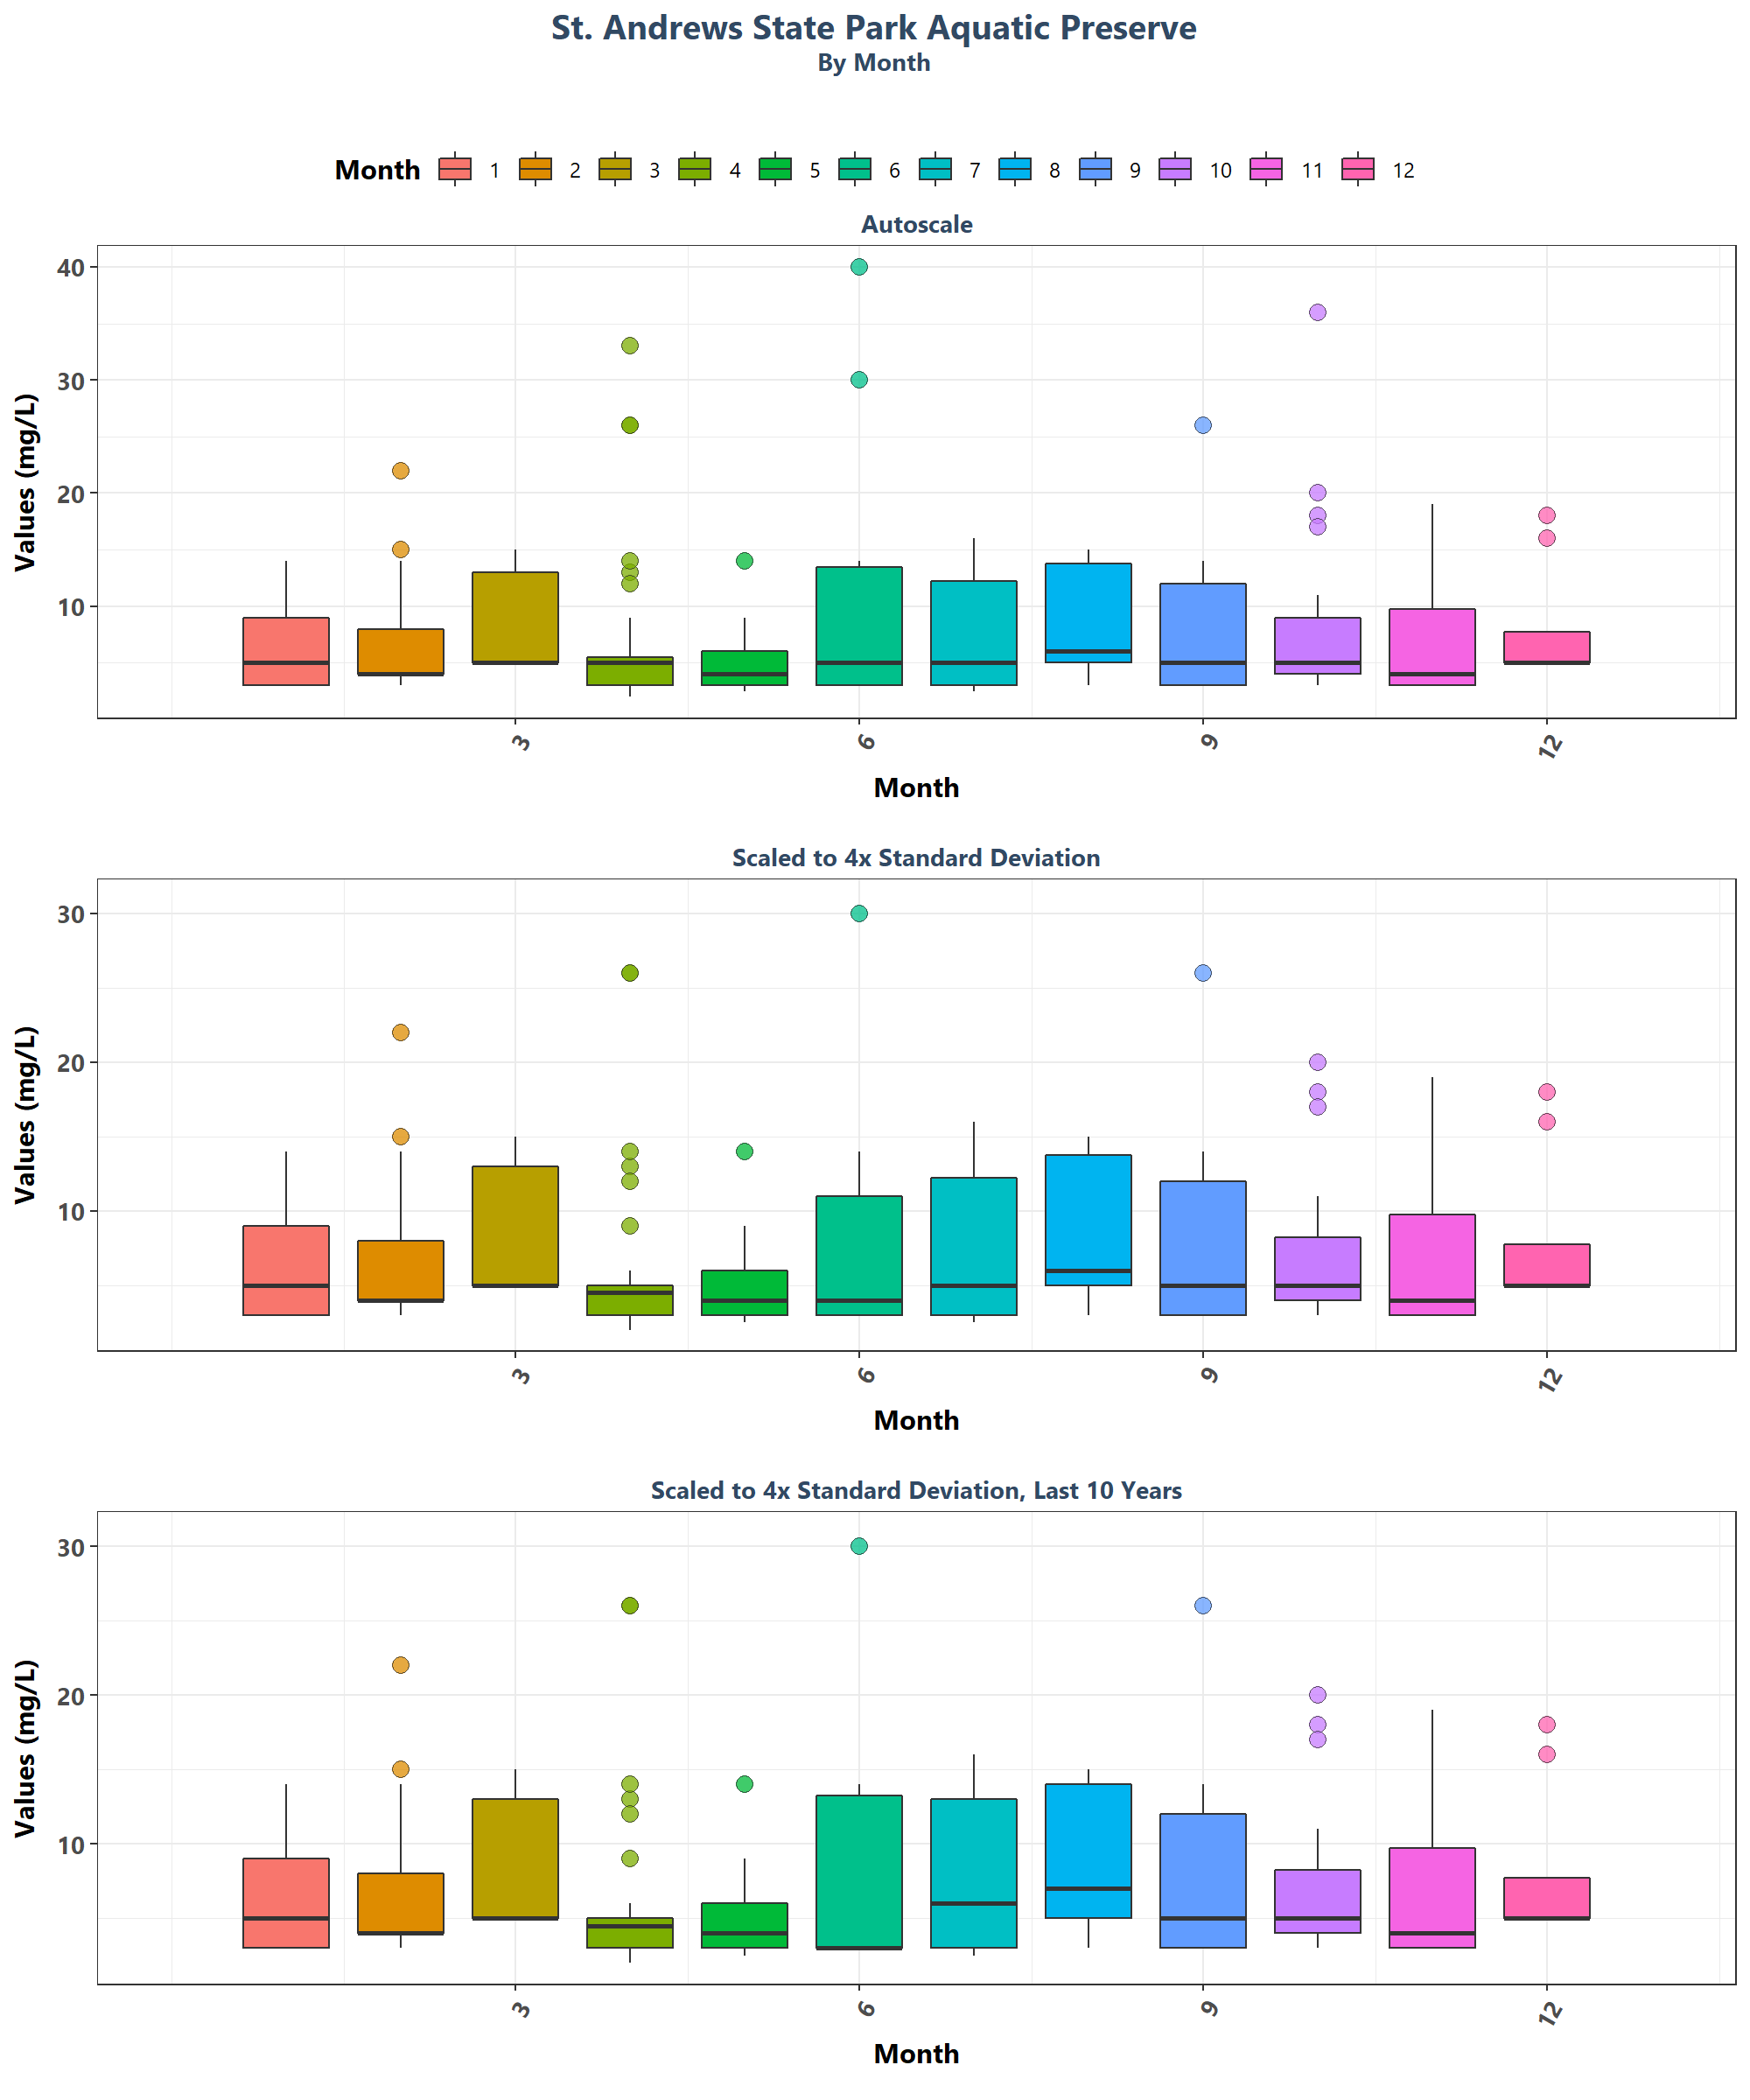 St. Andrews State Park Aquatic Preserve
By Month
Month 1 2 3 4 5 6 7 8 9 10 11 12
Autoscale
Values (mg/L)
40
30
20
10
3 6 9 12
Month
Scaled to 4x Standard Deviation
Values (mg/L)
30
20
10
3 6 9 12
Month
Scaled to 4x Standard Deviation, Last 10 Years
Values (mg/L)
30
20
10
3 6 9 12
Month